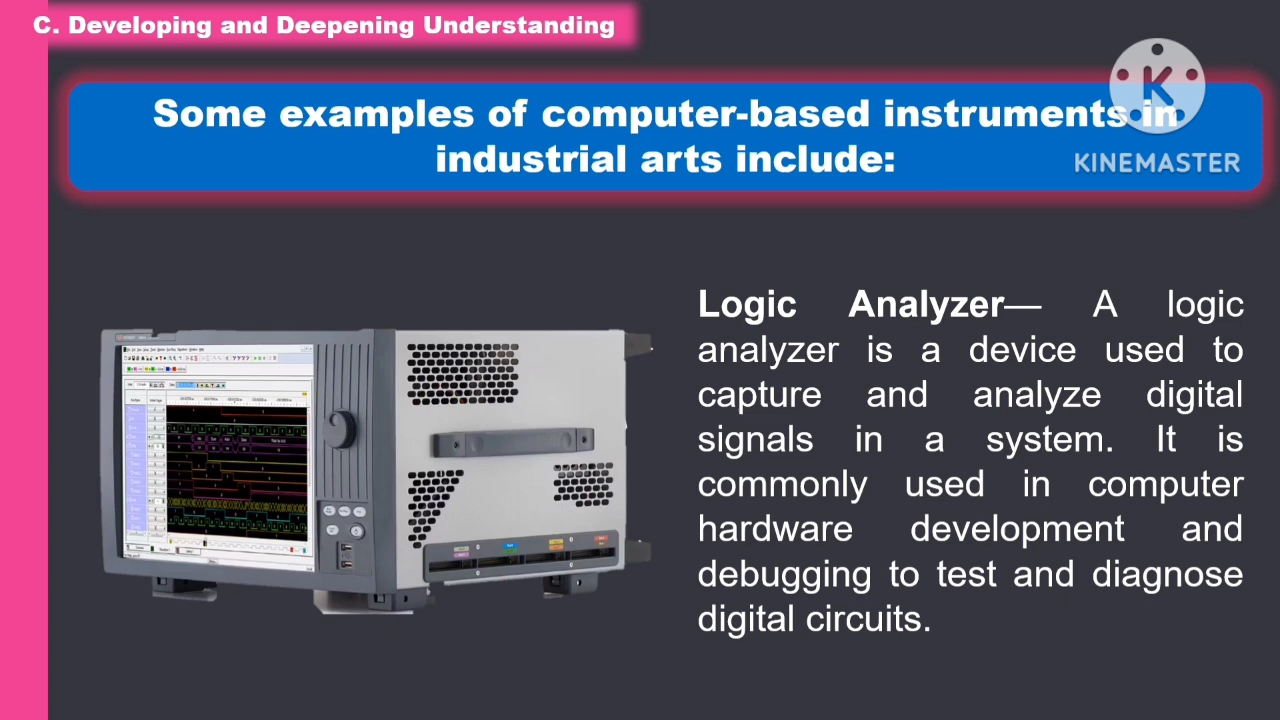 C. Developing and Deepening Understanding
Some examples of computer-based instruments in
industrial arts include:
KINEMASTER
Logic Analyzer— A logic
analyzer is a device used to
capture and analyze digital
signals in a system. It is
commonly used in computer
hardware development and
debugging to test and diagnose
digital circuits.